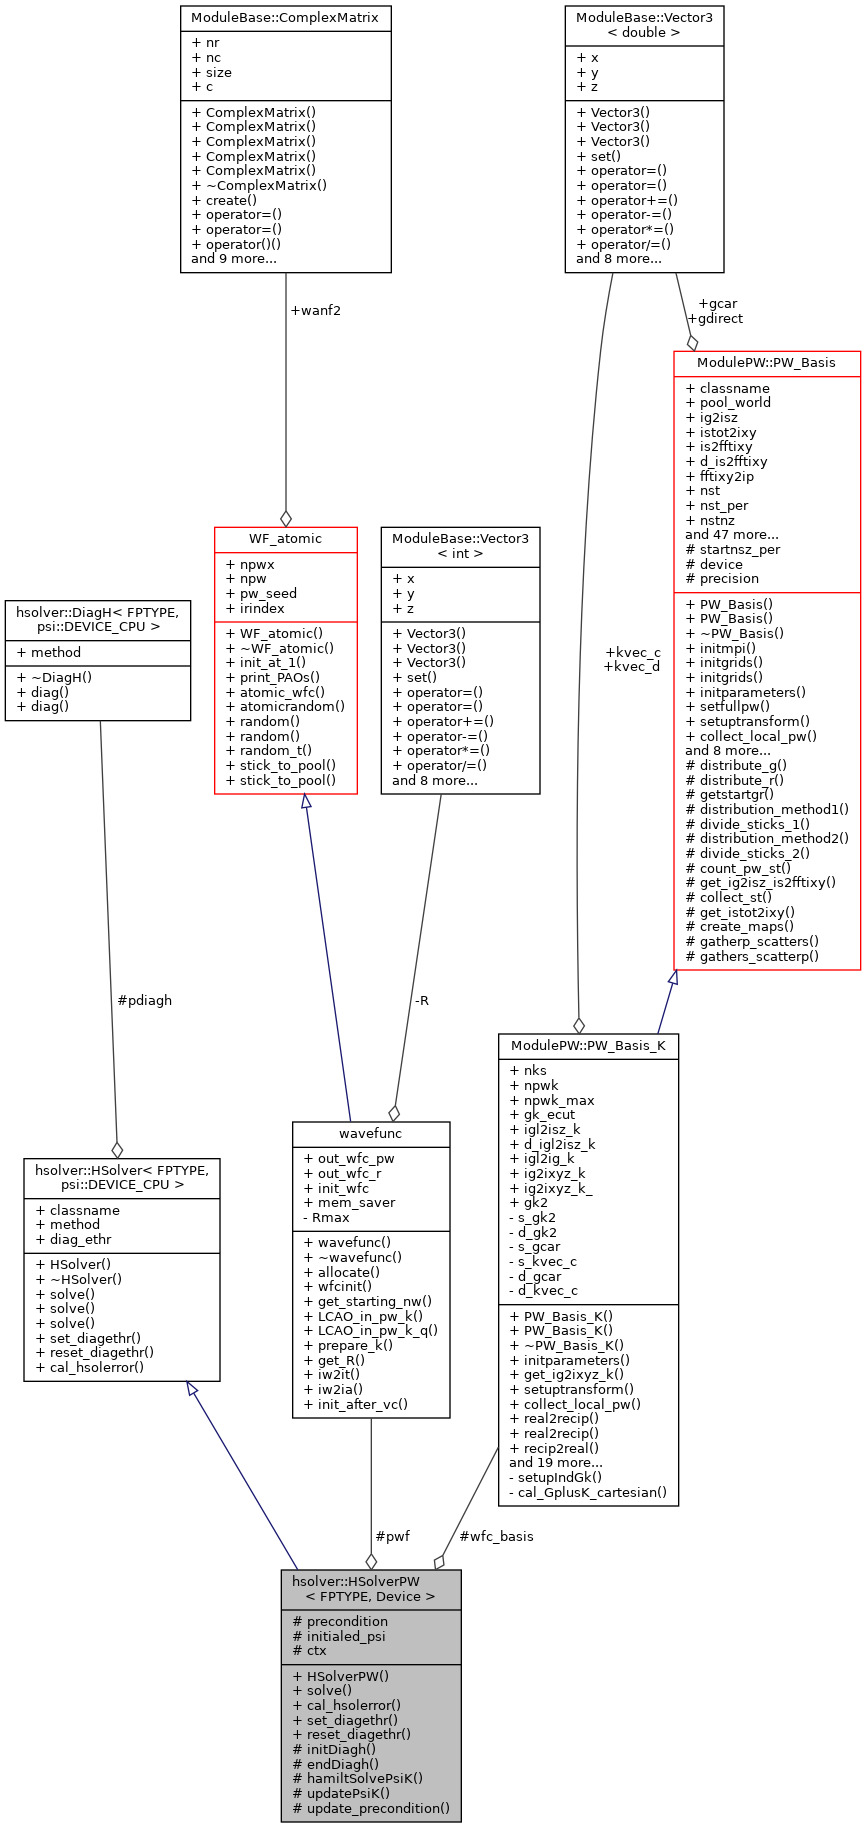 ModuleBase::ComplexMatrix
+ nr
+ nc
+ size
+ c
+ ComplexMatrix()
+ ComplexMatrix()
+ ComplexMatrix()
+ ComplexMatrix()
+ ComplexMatrix()
+ ~ComplexMatrix()
+ create()
+ operator=()
+ operator=()
+ operator()()
and 9 more...
ModuleBase::Vector3
< double >
+ x
+ y
+ z
+ Vector3()
+ Vector3()
+ Vector3()
+ set()
+ operator=()
+ operator=()
+ operator+=()
+ operator-=()
+ operator*=()
+ operator/=()
and 8 more...
+wanf2
+gcar
+gdirect
ModulePW::PW_Basis
+ classname
+ pool_world
+ ig2isz
+ istot2ixy
+ is2fftixy
+ d_is2fftixy
+ fftixy2ip
+ nst
+ nst_per
+ nstnz
and 47 more...
# startnsz_per
# device
# precision
+ PW_Basis()
+ PW_Basis()
+ ~PW_Basis()
+ initmpi()
+ initgrids()
+ initgrids()
+ initparameters()
+ setfullpw()
+ setuptransform()
+ collect_local_pw()
and 8 more...
# distribute_g()
# distribute_r()
# getstartgr()
# distribution_method1()
# divide_sticks_1()
# distribution_method2()
# divide_sticks_2()
# count_pw_st()
# get_ig2isz_is2fftixy()
# collect_st()
# get_istot2ixy()
# create_maps()
# gatherp_scatters()
# gathers_scatterp()
WF_atomic
+ npwx
+ npw
+ pw_seed
+ irindex
+ WF_atomic()
+ ~WF_atomic()
+ init_at_1()
+ print_PAOs()
+ atomic_wfc()
+ atomicrandom()
+ random()
+ random()
+ random_t()
+ stick_to_pool()
+ stick_to_pool()
ModuleBase::Vector3
< int >
+ x
+ y
+ z
+ Vector3()
+ Vector3()
+ Vector3()
+ set()
+ operator=()
+ operator=()
+ operator+=()
+ operator-=()
+ operator*=()
+ operator/=()
and 8 more...
hsolver::DiagH< FPTYPE,
psi::DEVICE_CPU >
+ method
+ ~DiagH()
+ diag()
+ diag()
+kvec_c
+kvec_d
#pdiagh
-R
ModulePW::PW_Basis_K
+ nks
+ npwk
+ npwk_max
+ gk_ecut
+ igl2isz_k
+ d_igl2isz_k
+ igl2ig_k
+ ig2ixyz_k
+ ig2ixyz_k_
+ gk2
- s_gk2
- d_gk2
- s_gcar
- s_kvec_c
- d_gcar
- d_kvec_c
+ PW_Basis_K()
+ PW_Basis_K()
+ ~PW_Basis_K()
+ initparameters()
+ get_ig2ixyz_k()
+ setuptransform()
+ collect_local_pw()
+ real2recip()
+ real2recip()
+ recip2real()
and 19 more...
- setupIndGk()
- cal_GplusK_cartesian()
wavefunc
+ out_wfc_pw
+ out_wfc_r
+ init_wfc
+ mem_saver
- Rmax
+ wavefunc()
+ ~wavefunc()
+ allocate()
+ wfcinit()
+ get_starting_nw()
+ LCAO_in_pw_k()
+ LCAO_in_pw_k_q()
+ prepare_k()
+ get_R()
+ iw2it()
+ iw2ia()
+ init_after_vc()
hsolver::HSolver< FPTYPE,
psi::DEVICE_CPU >
+ classname
+ method
+ diag_ethr
+ HSolver()
+ ~HSolver()
+ solve()
+ solve()
+ solve()
+ set_diagethr()
+ reset_diagethr()
+ cal_hsolerror()
#pwf
#wfc_basis
hsolver::HSolverPW
< FPTYPE, Device >
# precondition
# initialed_psi
# ctx
+ HSolverPW()
+ solve()
+ cal_hsolerror()
+ set_diagethr()
+ reset_diagethr()
# initDiagh()
# endDiagh()
# hamiltSolvePsiK()
# updatePsiK()
# update_precondition()